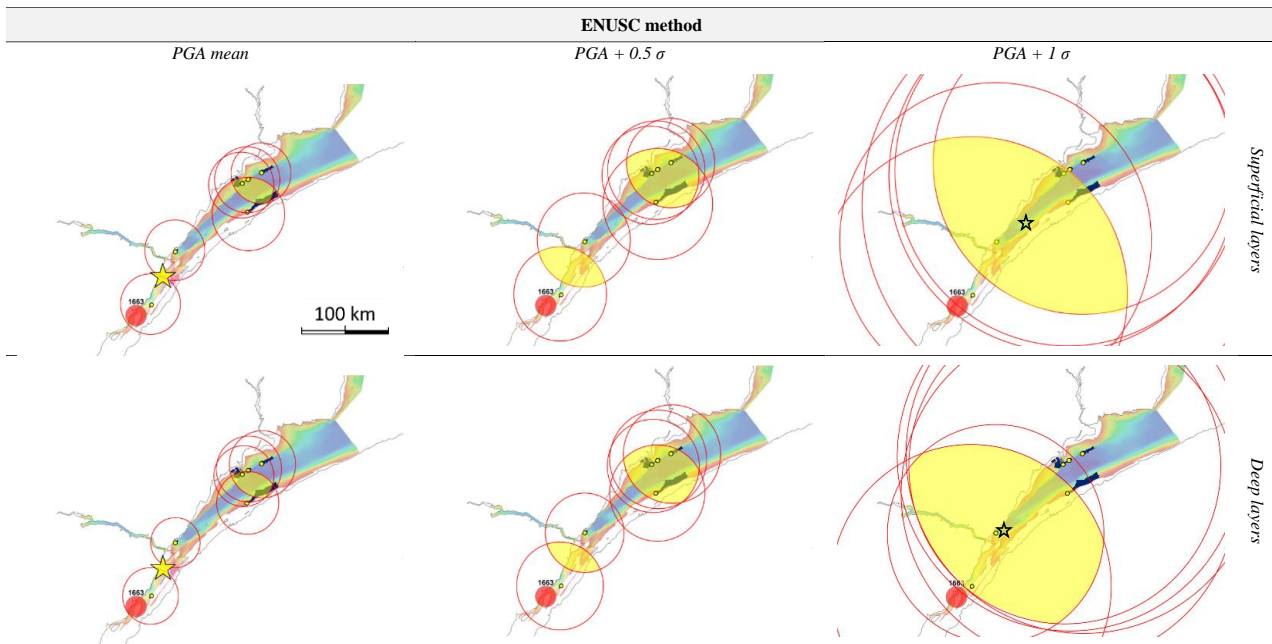 ENUSC method
PGA mean
PGA + 0.5 σ
PGA + 1 σ
1663
100 km
1663
1663
Superficial layers
1663
1663
1663
Deep layers